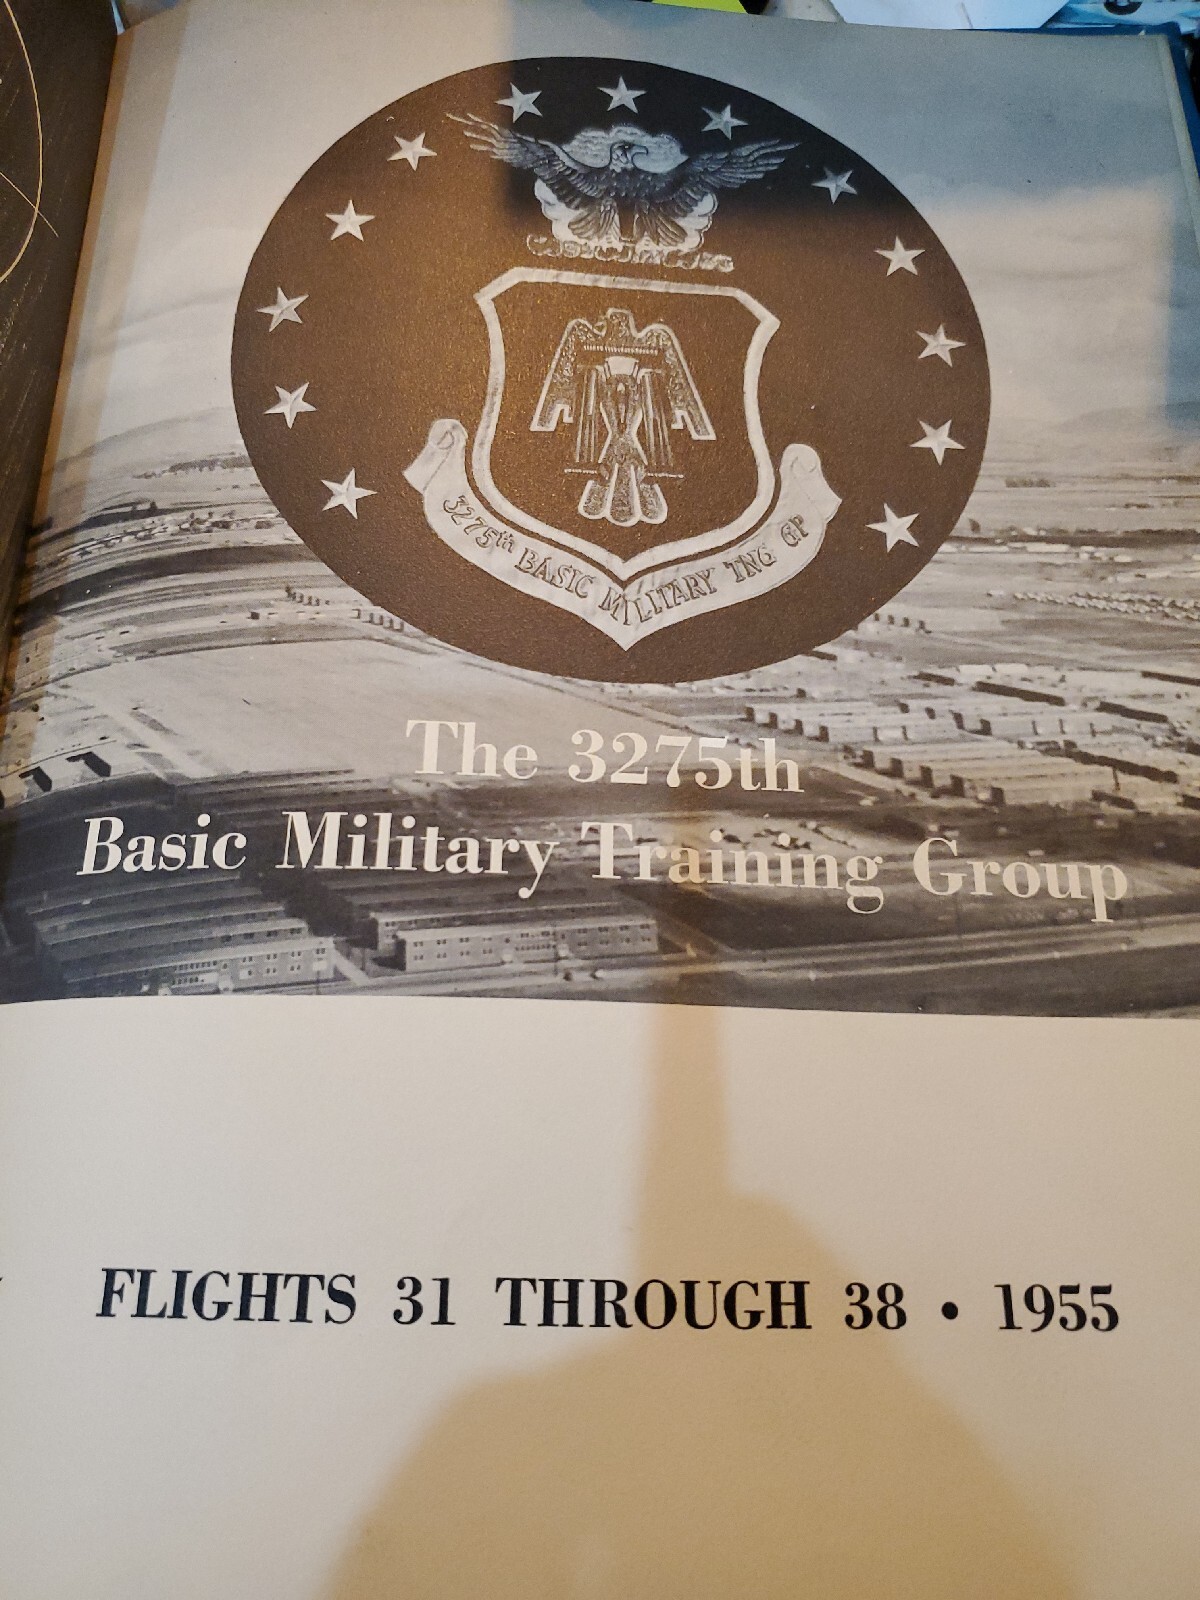 3275th BASIC MILITARY TNG GP
The 3275th
Basic Military Training Group
FLIGHTS 31 THROUGH 38 • 1955